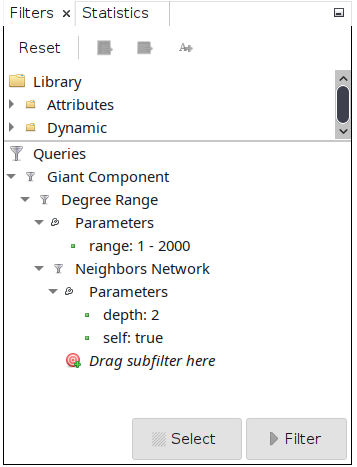 Filters × Statistics
Reset A+
Library
Attributes
Dynamic
Queries
Giant Component
Degree Range
Parameters
range: 1 - 2000
Neighbors Network
Parameters
depth: 2
self: true
Drag subfilter here
Select Filter